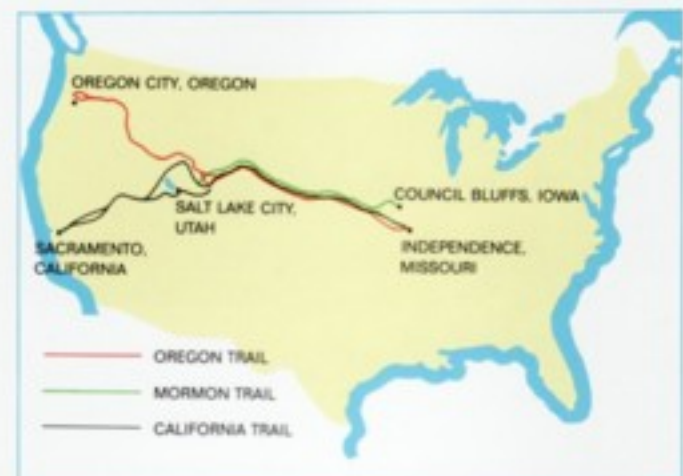 OREGON CITY, OREGON
COUNCIL BLUFFS, IOWA
SALT LAKE CITY,
UTAH
SACRAMENTO,
CALIFORNIA
INDEPENDENCE,
MISSOURI
OREGON TRAIL
MORMON TRAIL
CALIFORNIA TRAIL